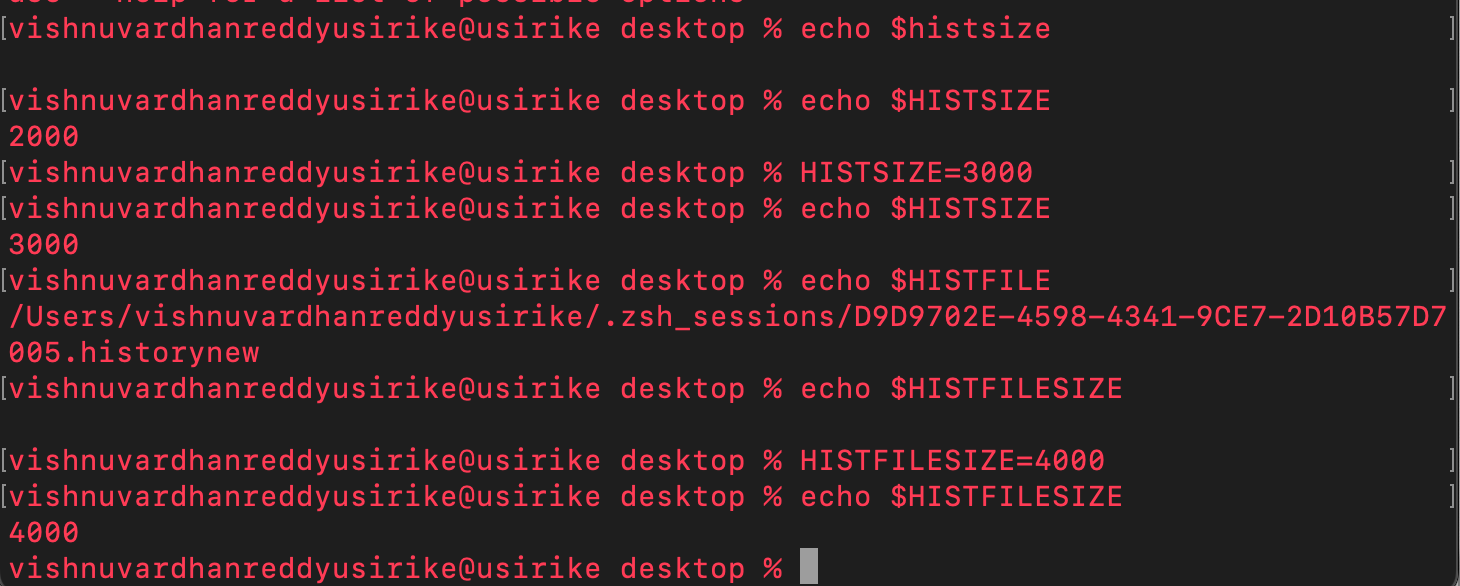 [vishnuvardhanreddyusirike@usirike desktop % echo $histsize ]
[vishnuvardhanreddyusirike@usirike desktop % echo $HISTSIZE ]
2000
[vishnuvardhanreddyusirike@usirike desktop % HISTSIZE=3000 ]
[vishnuvardhanreddyusirike@usirike desktop % echo $HISTSIZE ]
3000
[vishnuvardhanreddyusirike@usirike desktop % echo $HISTFILE ]
/Users/vishnuvardhanreddyusirike/.zsh_sessions/D9D9702E-4598-4341-9CE7-2D10B57D7
005.historynew
[vishnuvardhanreddyusirike@usirike desktop % echo $HISTFILESIZE ]
[vishnuvardhanreddyusirike@usirike desktop % HISTFILESIZE=4000 ]
[vishnuvardhanreddyusirike@usirike desktop % echo $HISTFILESIZE ]
4000
vishnuvardhanreddyusirike@usirike desktop %